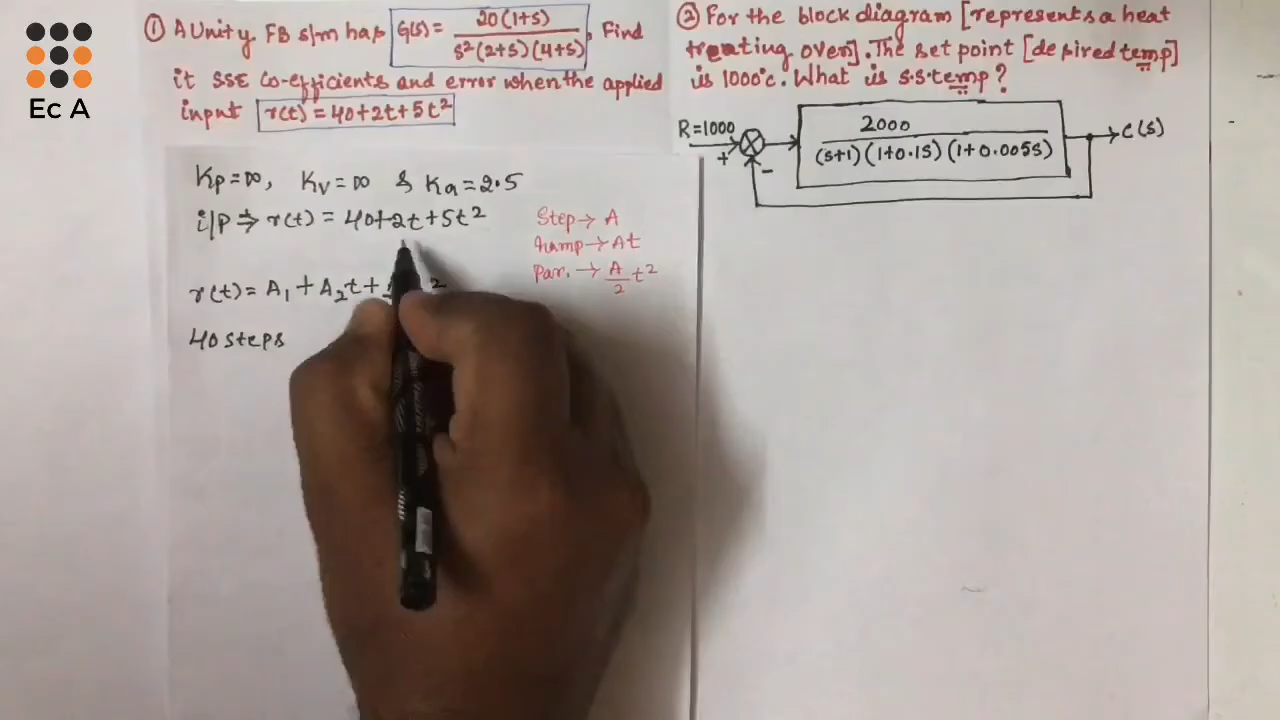 Ec A
① A Unity FB s/m has G(s) = 20(1+s) / s²(2+s)(4+s), Find
it SSE Co-efficients and error when the applied
input r(t) = 40+2t+5t²
Kp = ∞, Kv = ∞ & Ka = 2.5
i/p ⇒ r(t) = 40+2t+5t²
Step → A
Jump → At
Par. → A/2 t²
r(t) = A₁ + A₂t +
40 steps
② For the block diagram [represents a heat
treating oven]. The set point [desired temp]
is 1000°c. What is s.s.temp?
R=1000
+
-
2000
(s+1)(1+0.1s)(1+0.005s)
C(s)